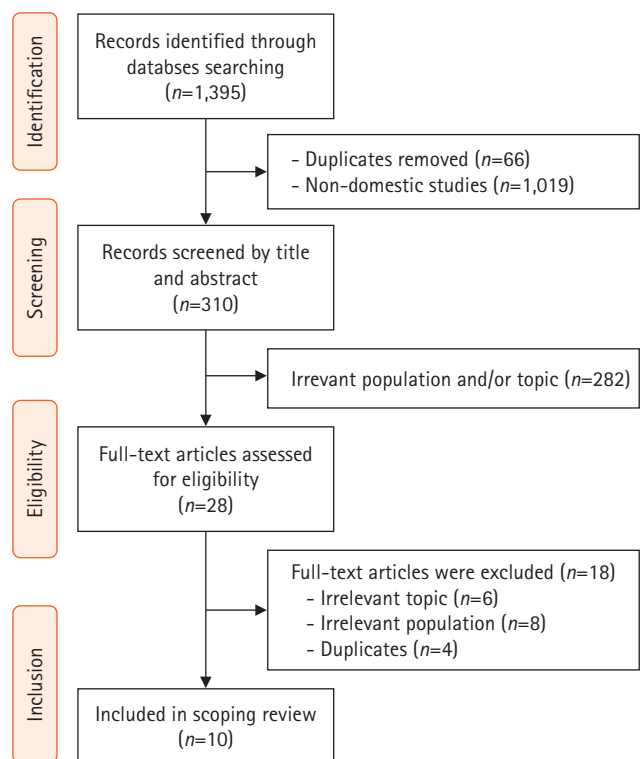 Identification
Records identified through
databses searching
(n=1,395)
- Duplicates removed (n=66)
- Non-domestic studies (n=1,019)
Screening
Records screened by title
and abstract
(n=310)
Irrevant population and/or topic (n=282)
Eligibility
Full-text articles assessed
for eligibility
(n=28)
Full-text articles were excluded (n=18)
- Irrelevant topic (n=6)
- Irrelevant population (n=8)
- Duplicates (n=4)
Inclusion
Included in scoping review
(n=10)